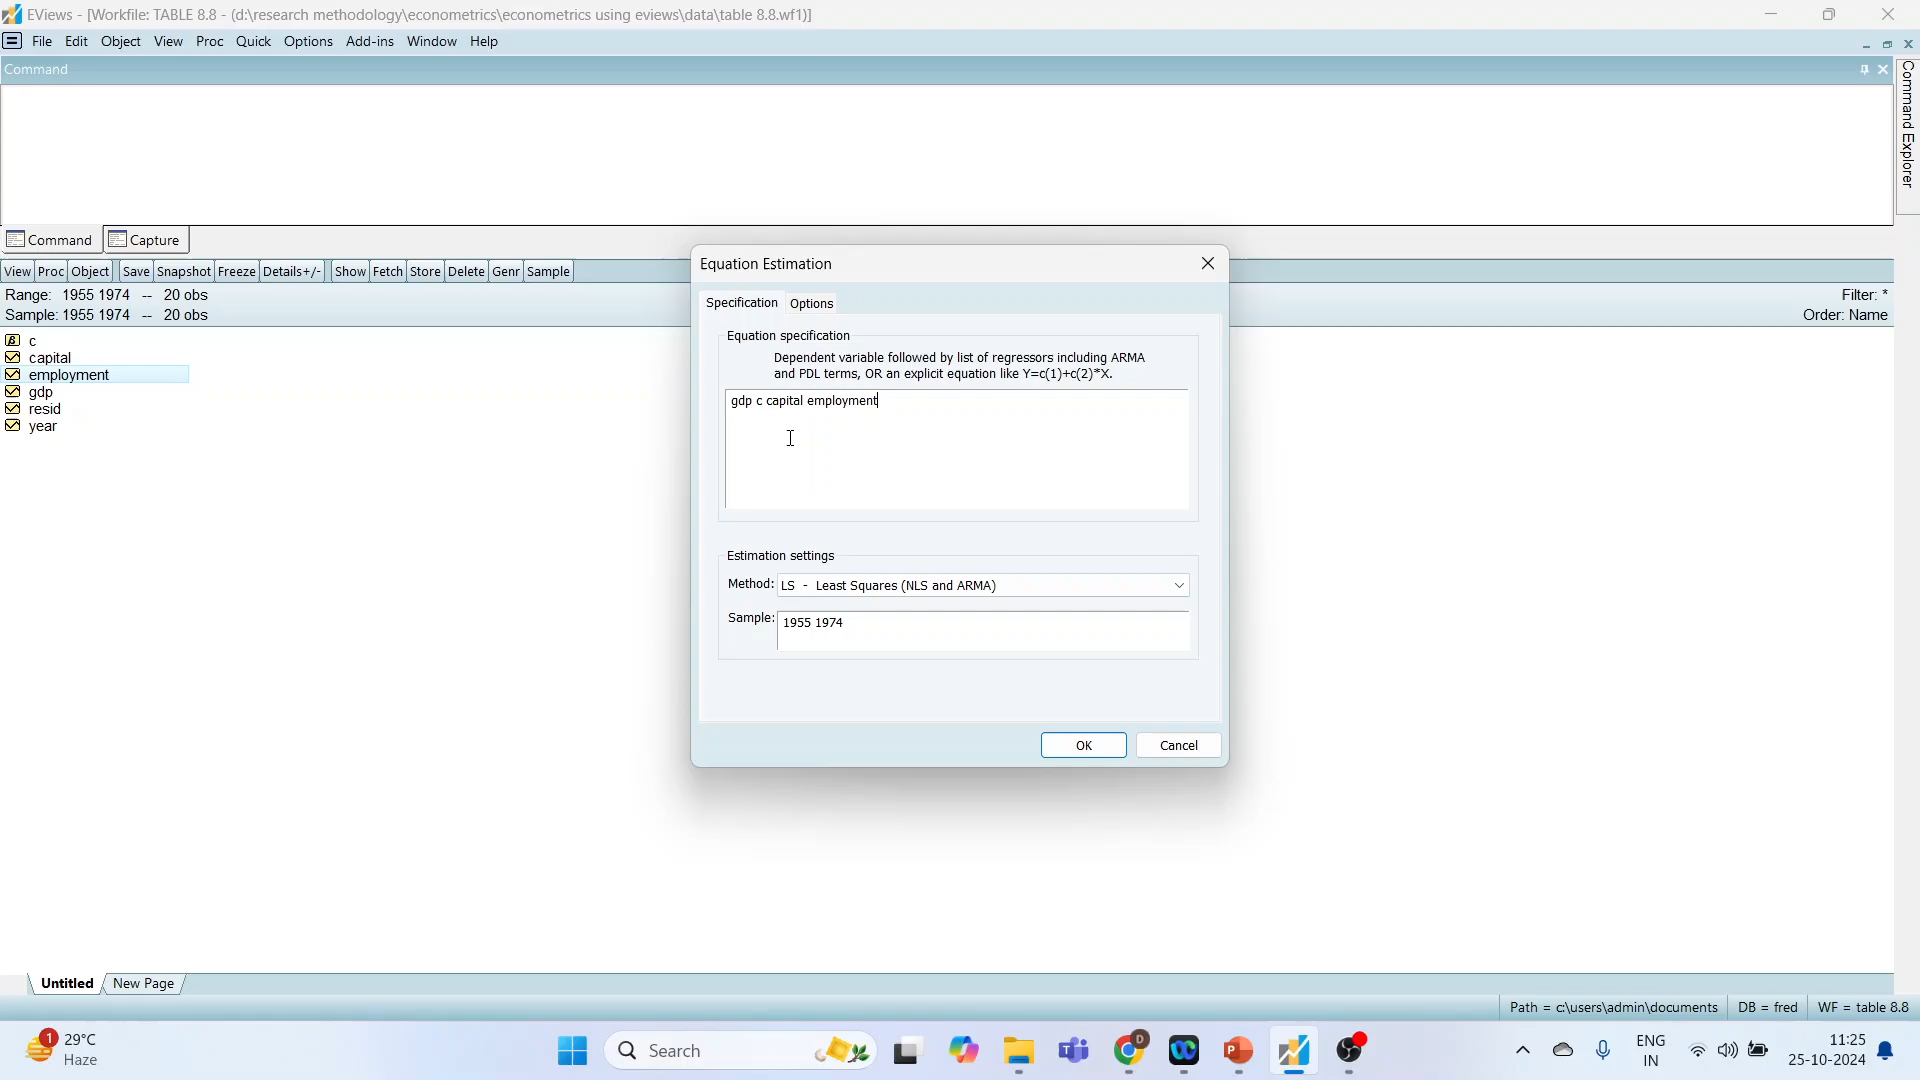 EViews - [Workfile: TABLE 8.8 - (d:\research methodology\econometrics\econometrics using eviews\data\table 8.8.wf1)]
File Edit Object View Proc Quick Options Add-ins Window Help
Command
Command Explorer
Command Capture
View Proc Object Save Snapshot Freeze Details+/- Show Fetch Store Delete Genr Sample
Range: 1955 1974 -- 20 obs
Filter: *
Sample: 1955 1974 -- 20 obs
Order: Name
c
capital
employment
gdp
resid
year
Equation Estimation
Specification Options
Equation specification
Dependent variable followed by list of regressors including ARMA
and PDL terms, OR an explicit equation like Y=c(1)+c(2)*X.
gdp c capital employment
Estimation settings
Method: LS - Least Squares (NLS and ARMA)
Sample: 1955 1974
OK Cancel
Untitled New Page
Path = c:\users\admin\documents DB = fred WF = table 8.8
1
29°C
Haze
Search
ENG
IN
11:25
25-10-2024